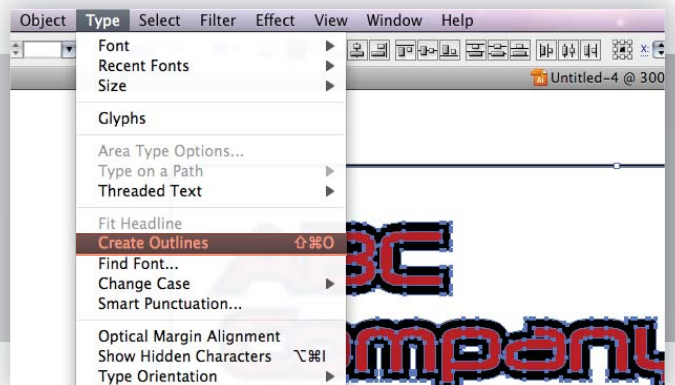 Object Type Select Filter Effect View Window Help
x:
Untitled-4 @ 300
Font
Recent Fonts
Size
Glyphs
Area Type Options...
Type on a Path
Threaded Text
Fit Headline
Create Outlines ⇧⌘O
Find Font...
Change Case
Smart Punctuation...
Optical Margin Alignment
Show Hidden Characters ⌥⌘I
Type Orientation
ABC
Company